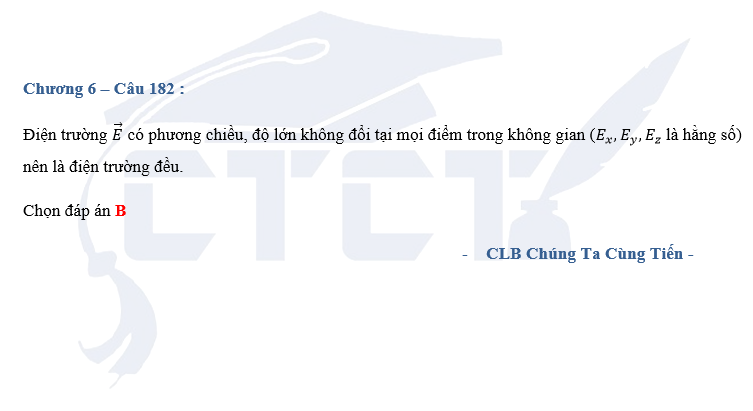 Chương 6 – Câu 182 :
Điện trường $\vec{E}$ có phương chiều, độ lớn không đổi tại mọi điểm trong không gian ($E_x, E_y, E_z$ là hằng số)
nên là điện trường đều.
Chọn đáp án B
- CLB Chúng Ta Cùng Tiến -
CTCT